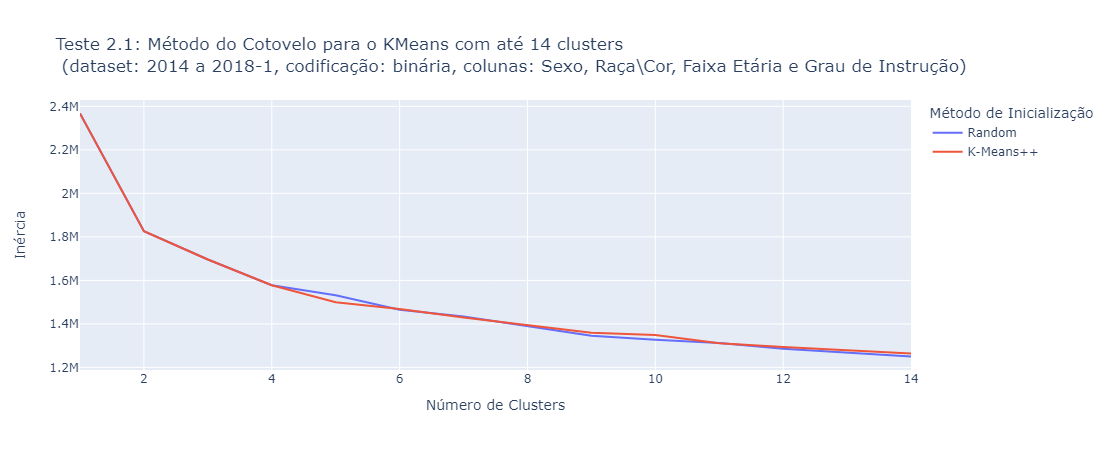 Teste 2.1: Método do Cotovelo para o KMeans com até 14 clusters
(dataset: 2014 a 2018-1, codificação: binária, colunas: Sexo, Raça\Cor, Faixa Etária e Grau de Instrução)
Método de Inicialização
Random
K-Means++
Inércia
2.4M
2.2M
2M
1.8M
1.6M
1.4M
1.2M
2 4 6 8 10 12 14
Número de Clusters